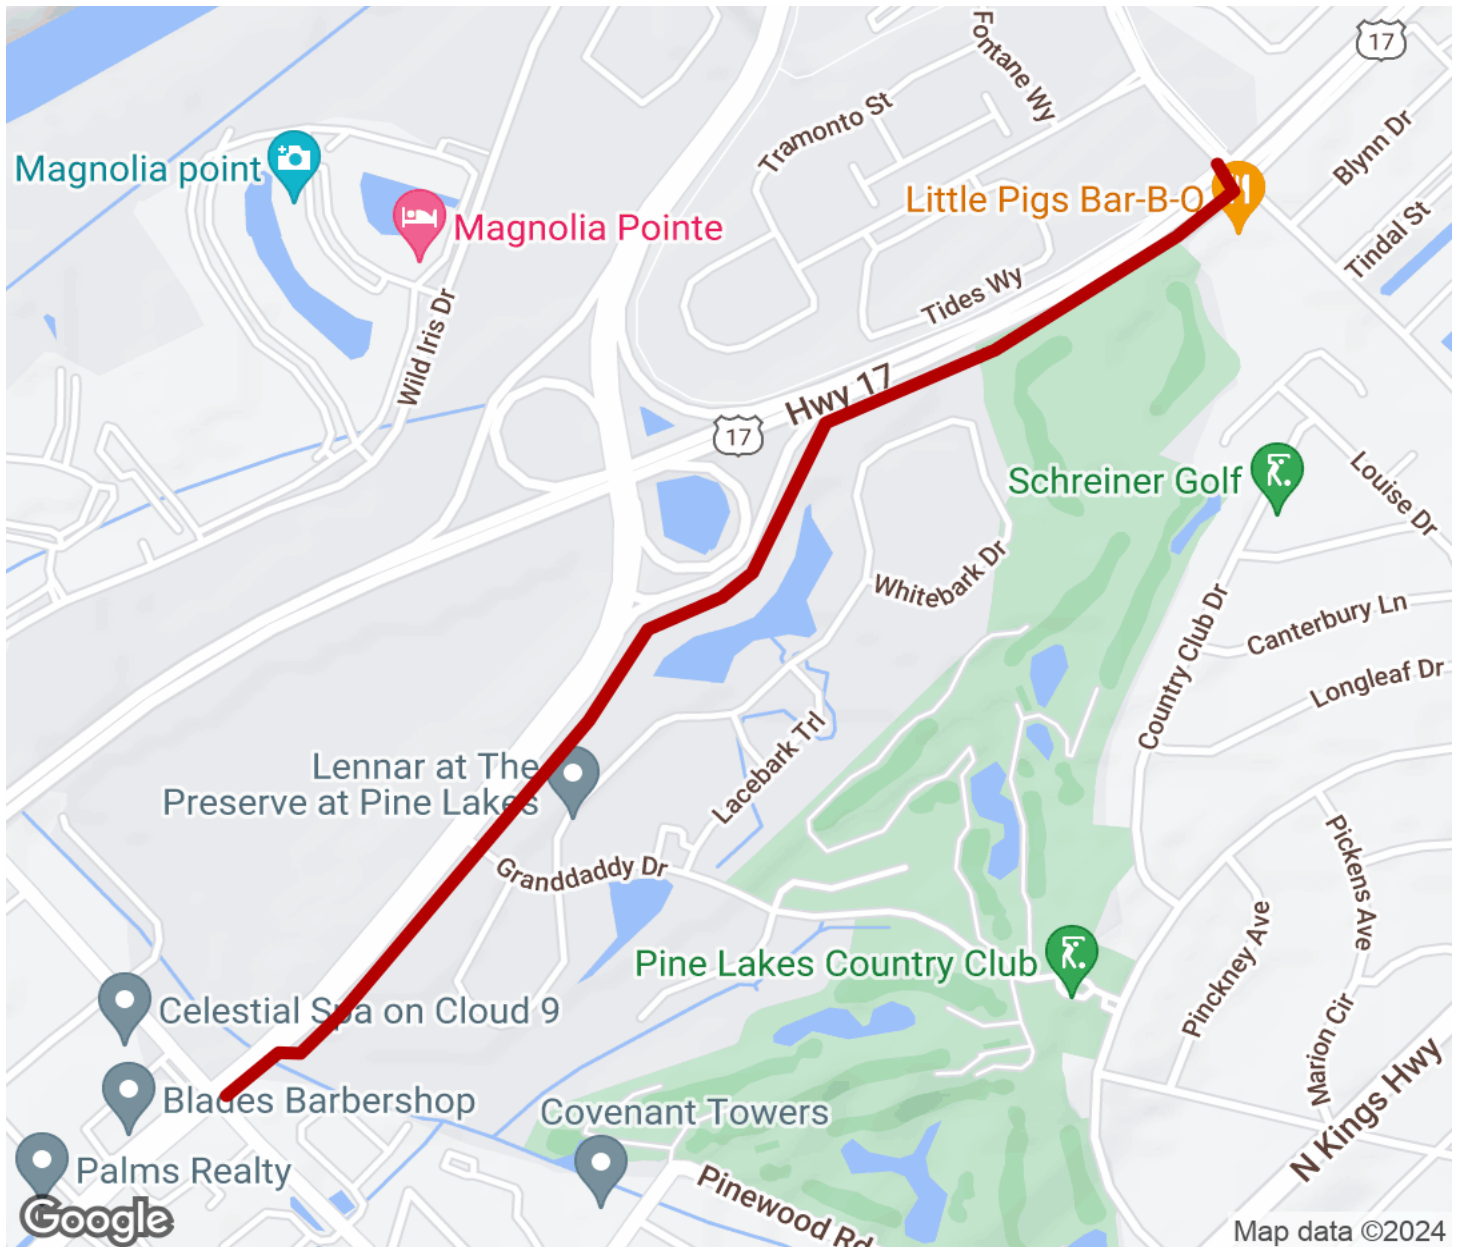 Fontane Wy
17
Tramonto St
Blynn Dr
Magnolia point
Little Pigs Bar-B-Q
Magnolia Pointe
Tindal St
Tides Wy
Wild Iris Dr
Hwy 17
17
Schreiner Golf
Louise Dr
Whitebark Dr
Country Club Dr
Canterbury Ln
Longleaf Dr
Lacebark Trl
Lennar at The
Preserve at Pine Lakes
Granddaddy Dr
Pickens Ave
Pinckney Ave
Pine Lakes Country Club
Celestial Spa on Cloud 9
Marion Cir
N Kings Hwy
Blades Barbershop
Covenant Towers
Palms Realty
Pinewood Rd
Google
Map data ©2024